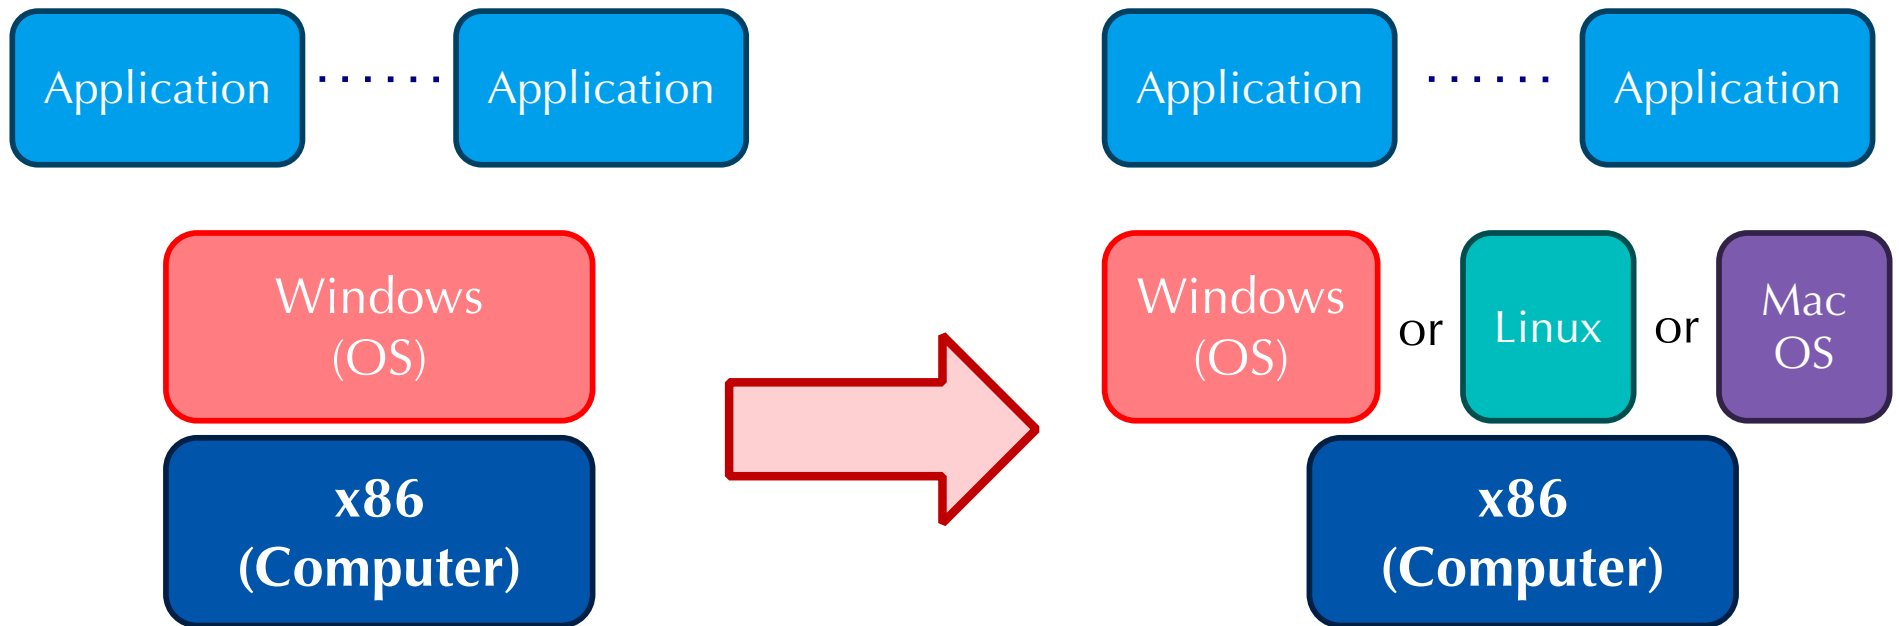 Application
Application
Windows
(OS)
x86
(Computer)
Application
Application
Windows
(OS)
or
Linux
or
Mac
OS
x86
(Computer)